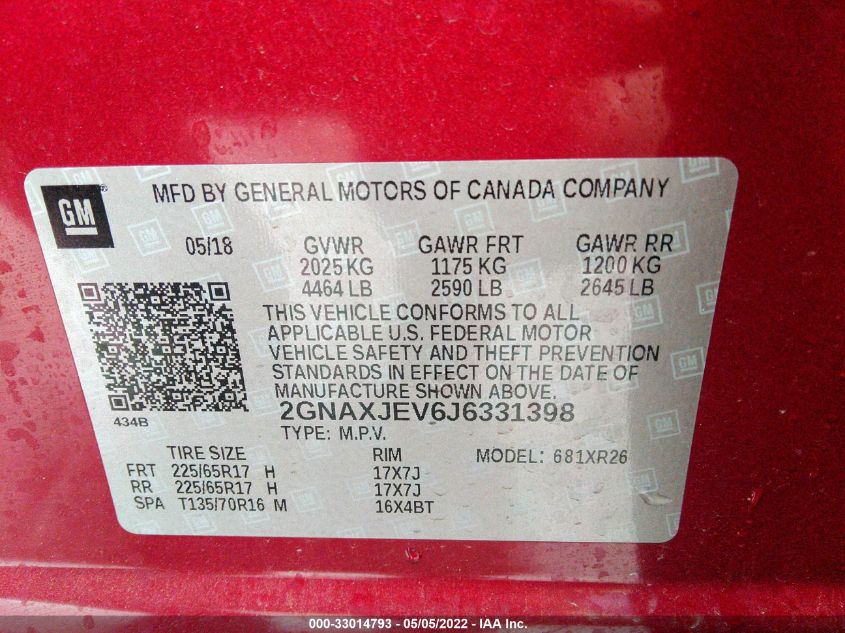 GM
MFD BY GENERAL MOTORS OF CANADA COMPANY
05/18 GVWR GAWR FRT GAWR RR
2025 KG 1175 KG 1200 KG
4464 LB 2590 LB 2645 LB
THIS VEHICLE CONFORMS TO ALL
APPLICABLE U.S. FEDERAL MOTOR
VEHICLE SAFETY AND THEFT PREVENTION
STANDARDS IN EFFECT ON THE DATE OF
MANUFACTURE SHOWN ABOVE.
2GNAXJEV6J6331398
434B
TYPE: M.P.V.
TIRE SIZE RIM MODEL: 681XR26
FRT 225/65R17 H 17X7J
RR 225/65R17 H 17X7J
SPA T135/70R16 M 16X4BT
000-33014793 - 05/05/2022 - IAA Inc.